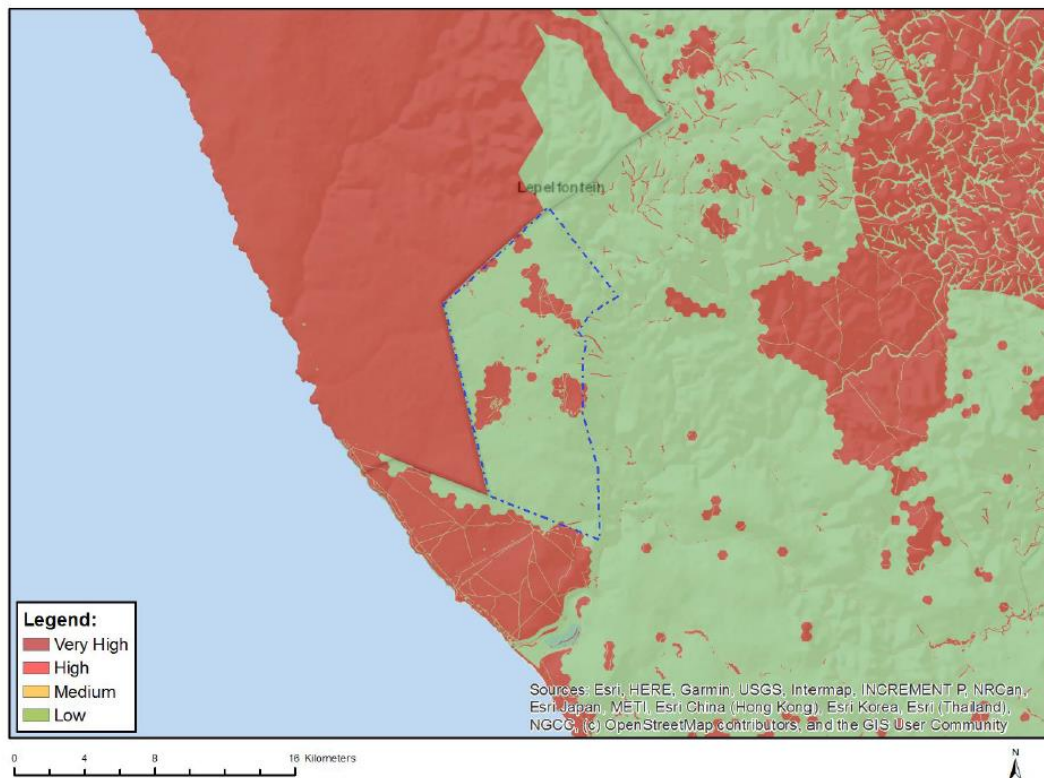 Lepelfontein
Legend:
Very High
High
Medium
Low
Sources: Esri, HERE, Garmin, USGS, Intermap, INCREMENT P, NRCan,
Esri Japan, METI, Esri China (Hong Kong), Esri Korea, Esri (Thailand),
NGCC, (c) OpenStreetMap contributors, and the GIS User Community
0 4 8 16 Kilometers
N